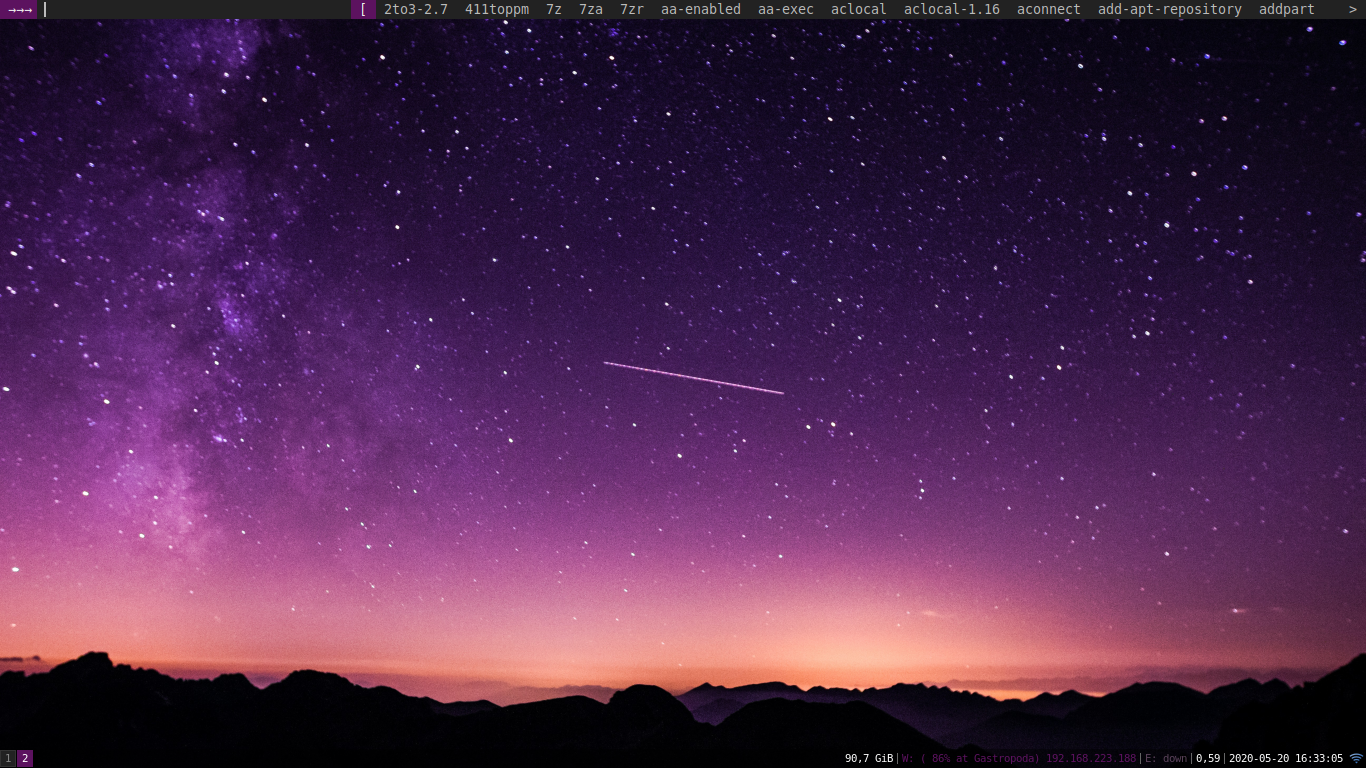 →→→ [ 2to3-2.7 411toppm 7z 7za 7zr aa-enabled aa-exec aclocal aclocal-1.16 aconnect add-apt-repository addpart >
1 2 90,7 GiB|W: ( 86% at Gastropoda) 192.168.223.188|E: down|0,59|2020-05-20 16:33:05